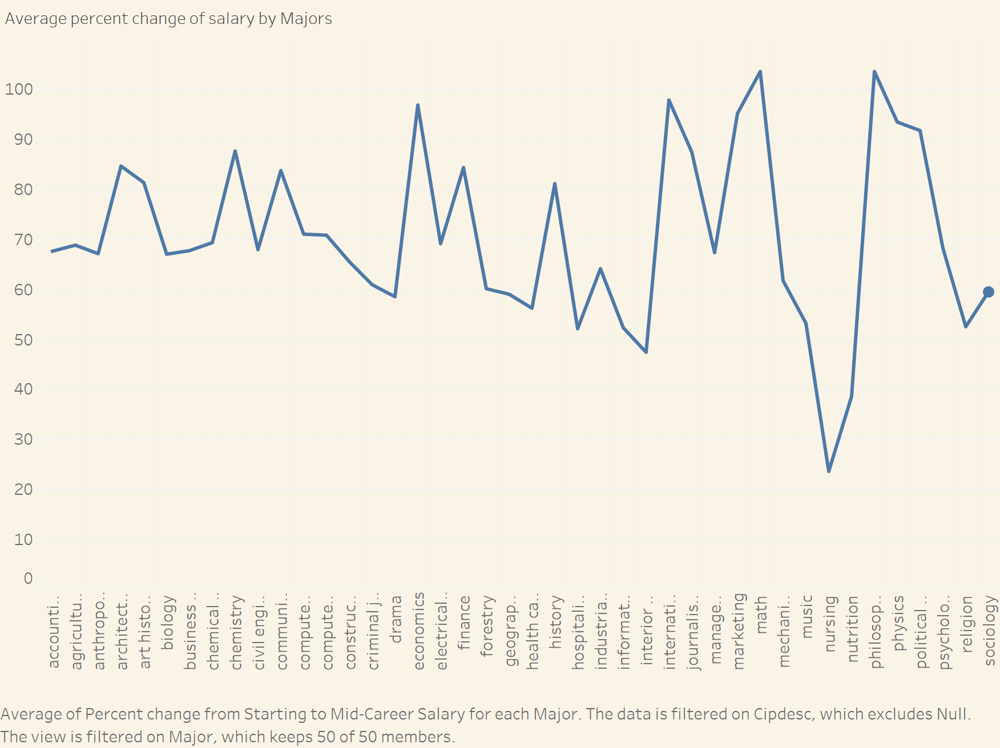 Average percent change of salary by Majors
100
90
80
70
60
50
40
30
20
10
0
accounti..
agricultu..
anthropo..
architect..
art histo..
biology
business ..
chemical ..
chemistry
civil engi..
communi..
compute..
compute..
construc..
criminal j..
drama
economics
electrical..
finance
forestry
geograp..
health ca..
history
hospitali..
industria..
informat..
interior ..
internati..
journalis..
manage..
marketing
math
mechani..
music
nursing
nutrition
philosop..
physics
political ..
psycholo..
religion
sociology
Average of Percent change from Starting to Mid-Career Salary for each Major. The data is filtered on Cipdesc, which excludes Null.
The view is filtered on Major, which keeps 50 of 50 members.